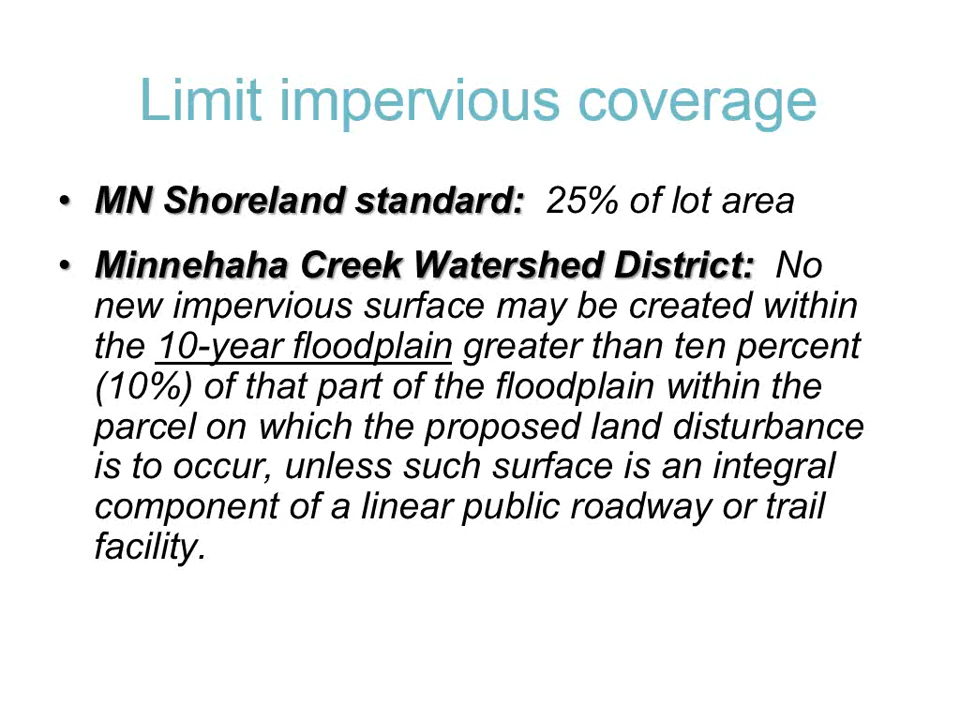 Limit impervious coverage
• MN Shoreland standard: 25% of lot area
• Minnehaha Creek Watershed District: No
new impervious surface may be created within
the 10-year floodplain greater than ten percent
(10%) of that part of the floodplain within the
parcel on which the proposed land disturbance
is to occur, unless such surface is an integral
component of a linear public roadway or trail
facility.